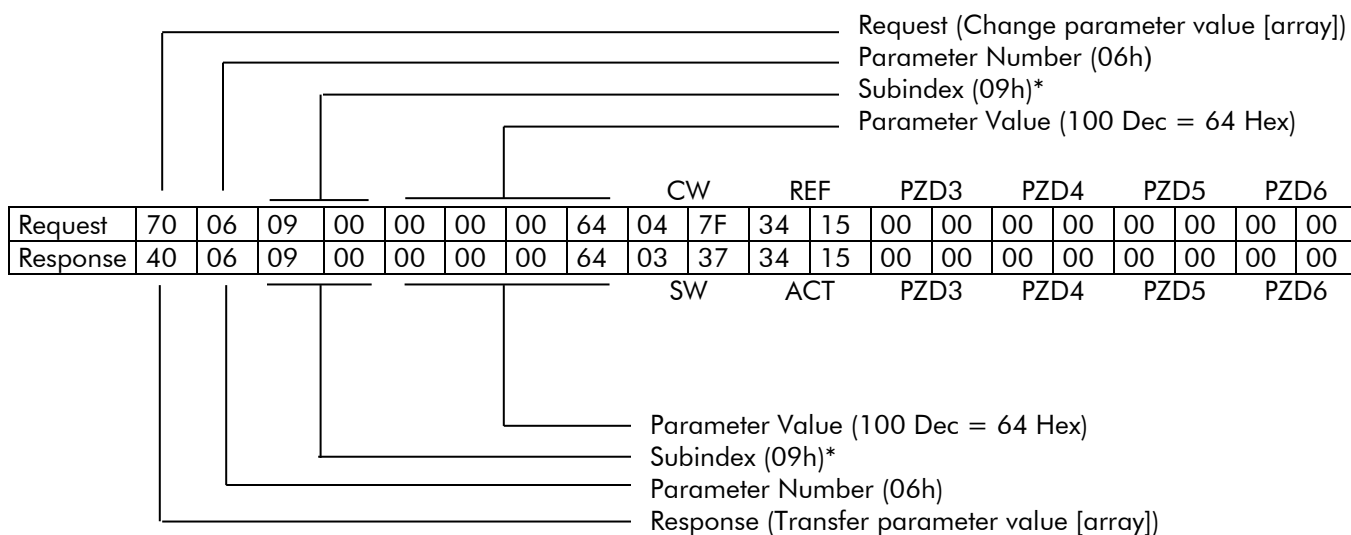 Request (Change parameter value [array])
Parameter Number (06h)
Subindex (09h)*
Parameter Value (100 Dec = 64 Hex)
CW REF PZD3 PZD4 PZD5 PZD6
Request 70 06 09 00 00 00 00 64 04 7F 34 15 00 00 00 00 00 00 00 00
Response 40 06 09 00 00 00 00 64 03 37 34 15 00 00 00 00 00 00 00 00
SW ACT PZD3 PZD4 PZD5 PZD6
Parameter Value (100 Dec = 64 Hex)
Subindex (09h)*
Parameter Number (06h)
Response (Transfer parameter value [array])